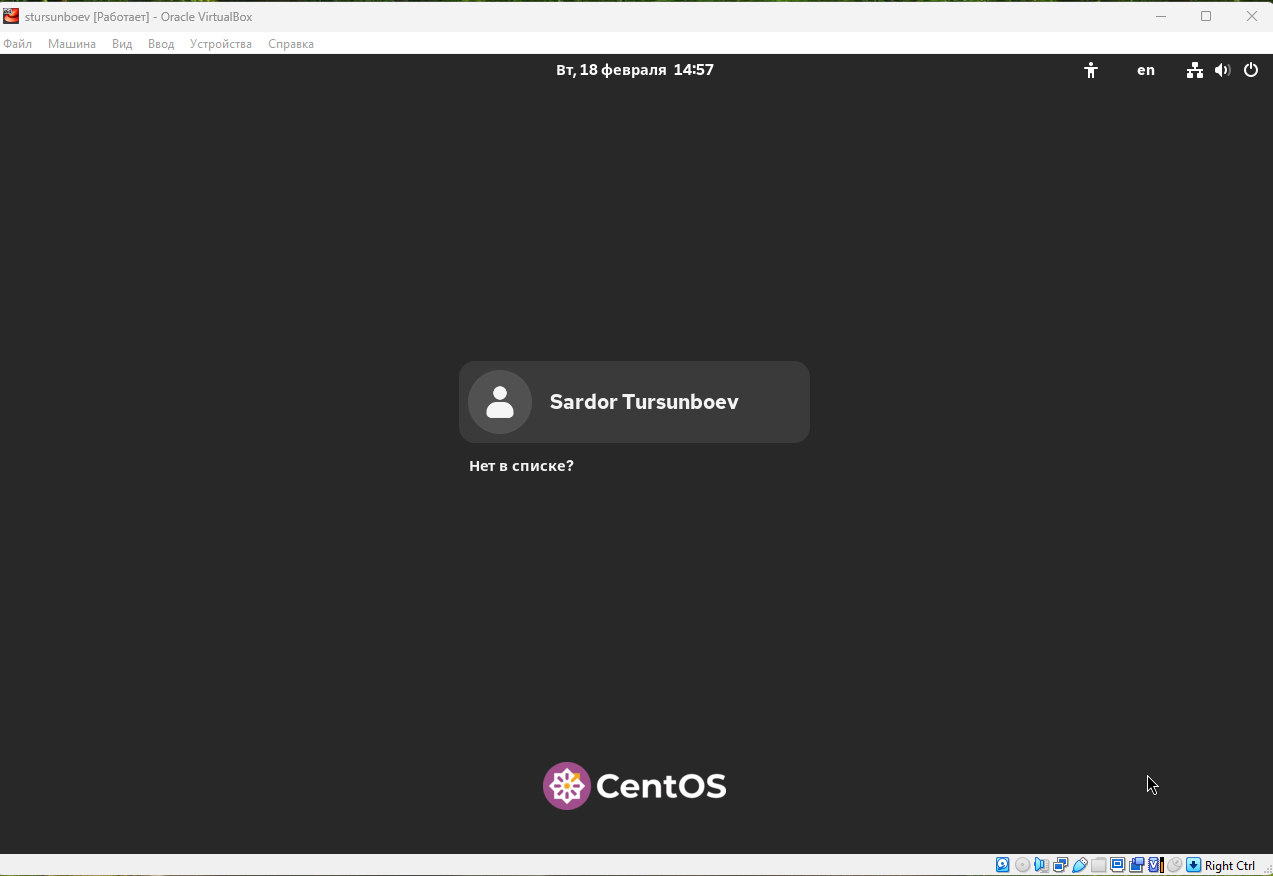 stursunboev [Работает] - Oracle VirtualBox
Файл Машина Вид Ввод Устройства Справка
Вт, 18 февраля 14:57 en
Sardor Tursunboev
Нет в списке?
CentOS
Right Ctrl